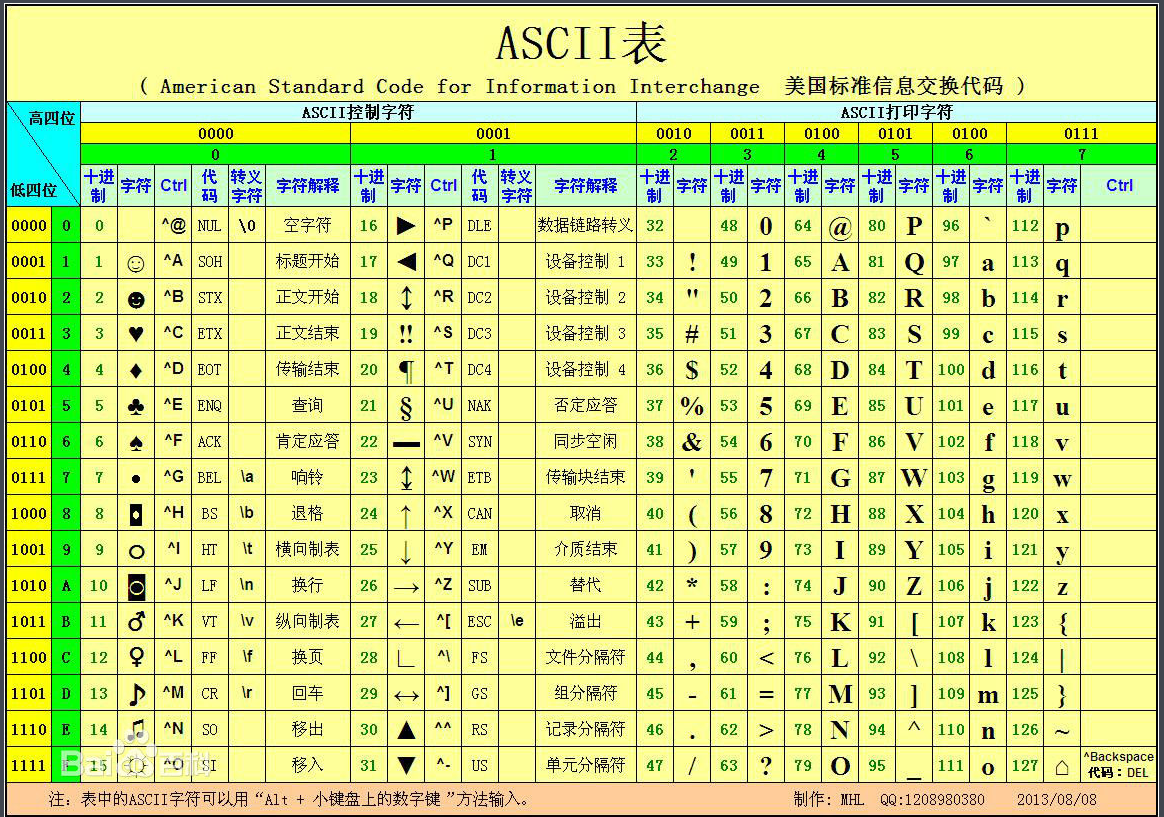 ASCII表
( American Standard Code for Information Interchange 美国标准信息交换代码 )
高四位 ASCII控制字符 ASCII打印字符
0000 0001 0010 0011 0100 0101 0100 0111
0 1 2 3 4 5 6 7
低四位 十进制 字符 Ctrl 代码 转义字符 字符解释 十进制 字符 Ctrl 代码 转义字符 字符解释 十进制 字符 十进制 字符 十进制 字符 十进制 字符 十进制 字符 十进制 字符 Ctrl
0000 0 0 ^@ NUL \0 空字符 16 ► ^P DLE 数据链路转义 32 48 0 64 @ 80 P 96 ` 112 p
0001 1 1 ☺ ^A SOH 标题开始 17 ◄ ^Q DC1 设备控制 1 33 ! 49 1 65 A 81 Q 97 a 113 q
0010 2 2 ☻ ^B STX 正文开始 18 ↕ ^R DC2 设备控制 2 34 " 50 2 66 B 82 R 98 b 114 r
0011 3 3 ♥ ^C ETX 正文结束 19 ‼ ^S DC3 设备控制 3 35 # 51 3 67 C 83 S 99 c 115 s
0100 4 4 ♦ ^D EOT 传输结束 20 ¶ ^T DC4 设备控制 4 36 $ 52 4 68 D 84 T 100 d 116 t
0101 5 5 ♣ ^E ENQ 查询 21 § ^U NAK 否定应答 37 % 53 5 69 E 85 U 101 e 117 u
0110 6 6 ♠ ^F ACK 肯定应答 22 ▬ ^V SYN 同步空闲 38 & 54 6 70 F 86 V 102 f 118 v
0111 7 7 • ^G BEL \a 响铃 23 ↨ ^W ETB 传输块结束 39 ' 55 7 71 G 87 W 103 g 119 w
1000 8 8 ◘ ^H BS \b 退格 24 ↑ ^X CAN 取消 40 ( 56 8 72 H 88 X 104 h 120 x
1001 9 9 ○ ^I HT \t 横向制表 25 ↓ ^Y EM 介质结束 41 ) 57 9 73 I 89 Y 105 i 121 y
1010 A 10 ◙ ^J LF \n 换行 26 → ^Z SUB 替代 42 * 58 : 74 J 90 Z 106 j 122 z
1011 B 11 ♂ ^K VT \v 纵向制表 27 ← ^[ ESC \e 溢出 43 + 59 ; 75 K 91 [ 107 k 123 {
1100 C 12 ♀ ^L FF \f 换页 28 ∟ ^\ FS 文件分隔符 44 , 60 < 76 L 92 \ 108 l 124 |
1101 D 13 ♪ ^M CR \r 回车 29 ↔ ^] GS 组分隔符 45 - 61 = 77 M 93 ] 109 m 125 }
1110 E 14 ♫ ^N SO 移出 30 ▲ ^^ RS 记录分隔符 46 . 62 > 78 N 94 ^ 110 n 126 ~
1111 F 15 ☼ ^O SI 移入 31 ▼ ^- US 单元分隔符 47 / 63 ? 79 O 95 _ 111 o 127 ⌂ ^Backspace 代码：DEL
Bai 百科
注：表中的ASCII字符可以用“Alt + 小键盘上的数字键”方法输入。 制作：MHL QQ:1208980380 2013/08/08